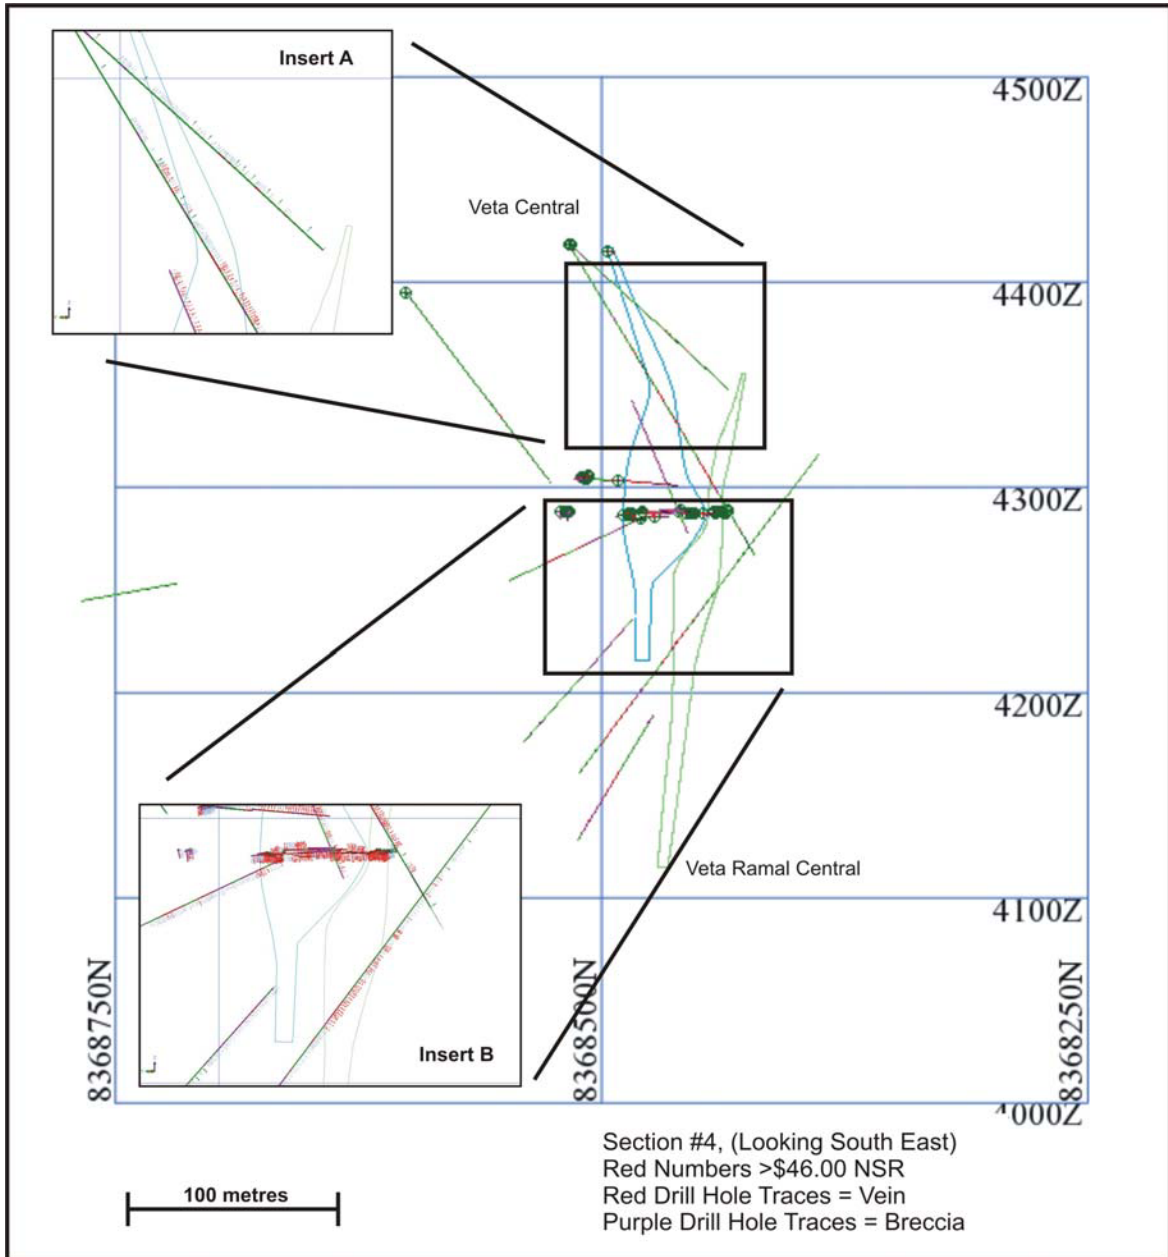 Insert A
4500Z
Veta Central
4400Z
4300Z
4200Z
Veta Ramal Central
4100Z
8368750N
8368500N
8368250N
Insert B
000Z
Section #4, (Looking South East)
Red Numbers >$46.00 NSR
100 metres
Red Drill Hole Traces = Vein
Purple Drill Hole Traces = Breccia